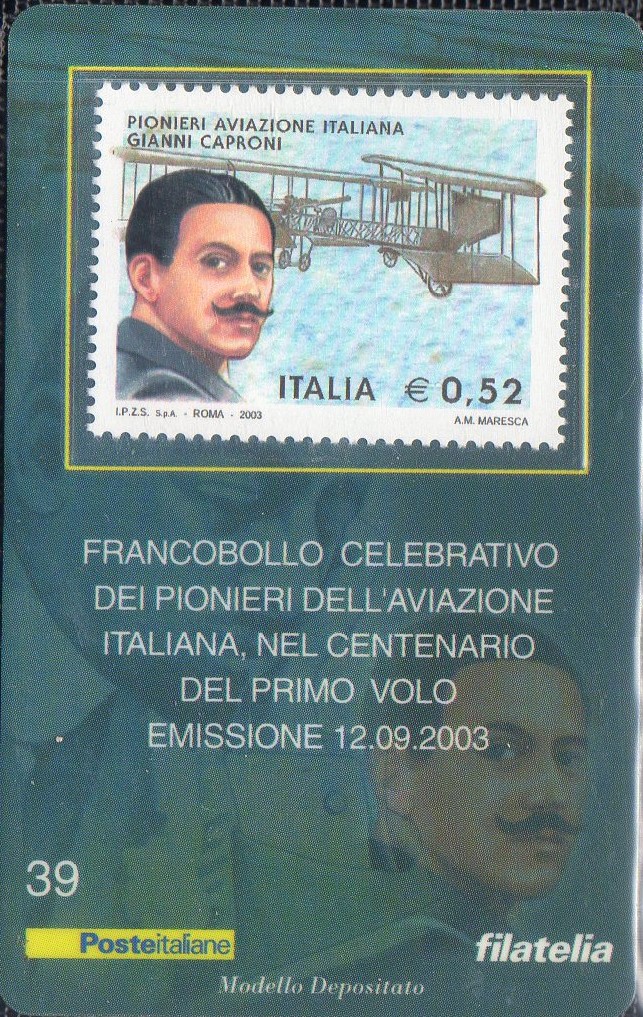 PIONIERI AVIAZIONE ITALIANA
GIANNI CAPRONI
ITALIA € 0,52
I.P.Z.S. S.p.A. - ROMA - 2003
A.M. MARESCA
FRANCOBOLLO CELEBRATIVO
DEI PIONIERI DELL'AVIAZIONE
ITALIANA, NEL CENTENARIO
DEL PRIMO VOLO
EMISSIONE 12.09.2003
39
Posteitaliane
filatelia
Modello Depositato